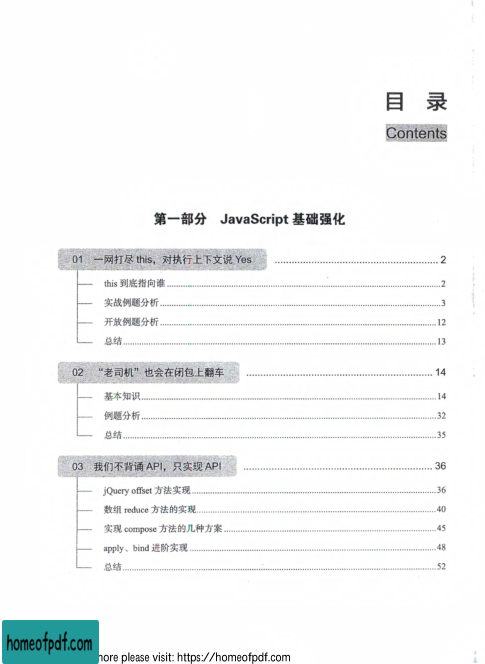 目 录
Contents
第一部分 JavaScript 基础强化
01 一网打尽 this，对执行上下文说 Yes ........ 2
this 到底指向谁 ........ 2
实战例题分析 ........ 3
开放例题分析 ........ 12
总结 ........ 13
02 “老司机”也会在闭包上翻车 ........ 14
基本知识 ........ 14
例题分析 ........ 32
总结 ........ 35
03 我们不背诵 API，只实现 API ........ 36
jQuery offset 方法实现 ........ 36
数组 reduce 方法的实现 ........ 40
实现 compose 方法的几种方案 ........ 45
apply、bind 进阶实现 ........ 48
总结 ........ 52
homeofpdf.com
more please visit: https://homeofpdf.com